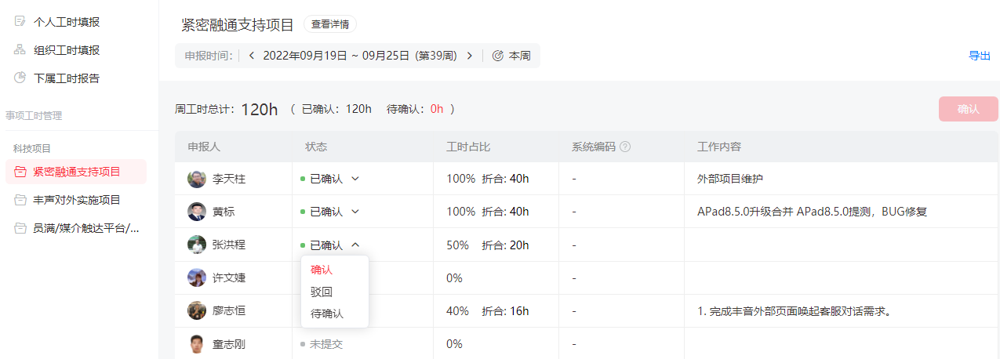 个人工时填报
组织工时填报
下属工时报告
事项工时管理
科技项目
紧密融通支持项目
丰声对外实施项目
员满/媒介触达平台/...
紧密融通支持项目 查看详情
申报时间： 2022年09月19日 ~ 09月25日 (第39周) 本周
导出
周工时总计：120h （ 已确认：120h 待确认：0h ）
确认
申报人 状态 工时占比 系统编码 工作内容
李天柱 已确认 100% 折合: 40h - 外部项目维护
黄标 已确认 100% 折合: 40h - APad8.5.0升级合并 APad8.5.0提测，BUG修复
张洪程 已确认 50% 折合: 20h -
确认
驳回
待确认
许文婕 0% -
廖志恒 40% 折合: 16h - 1. 完成丰音外部页面唤起客服对话需求。
童志刚 未提交 0% -